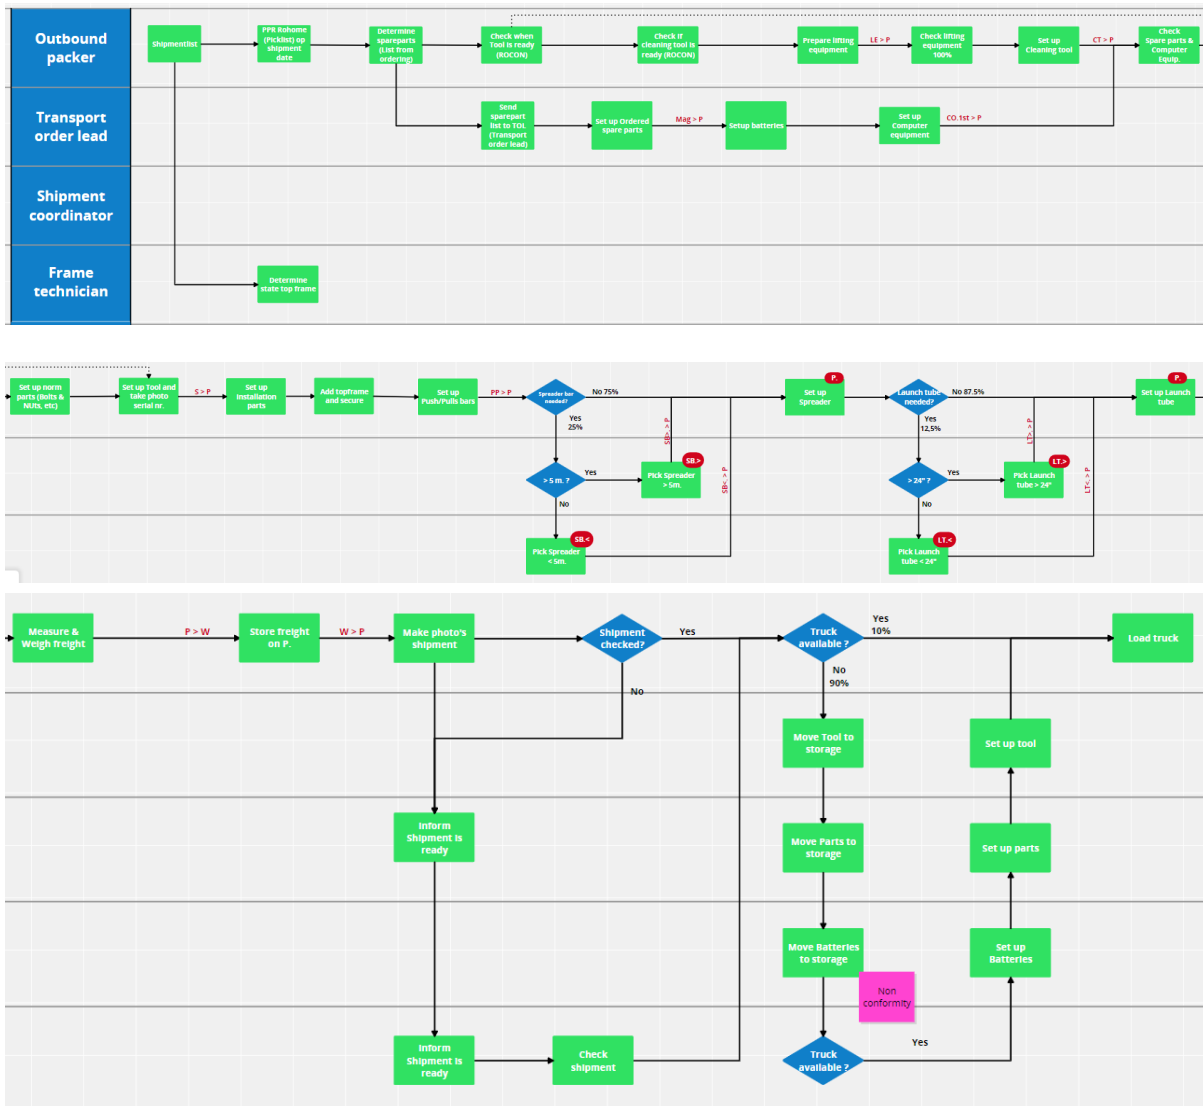 Outbound
packer
Shipmentlist
PPR Rohome
(Picklist) op
shipment
date
Determine
spareparts
(List from
ordering)
Check when
Tool is ready
(ROCON)
Check if
cleaning tool is
ready (ROCON)
Prepare lifting
equipment
LE > P
Check lifting
equipment
100%
Set up
Cleaning tool
CT > P
Check
Spare parts &
Computer
Equip.
Transport
order lead
Send
sparepart
list to TOL
(Transport
order lead)
Set up Ordered
spare parts
Mag > P
Setup batteries
Set up
Computer
equipment
CO.1st > P
Shipment
coordinator
Frame
technician
Determine
state top frame
Set up norm
parts (Bolts &
NUts, etc)
Set up Tool and
take photo
serial nr.
S > P
Set up
Installation
parts
Add topframe
and secure
Set up
Push/Pulls bars
PP > P
Spreader bar
needed?
No 75%
Yes
25%
P.
Set up
Spreader
Launch tube
needed?
No 87.5%
Yes
12,5%
P.
Set up Launch
tube
> 5 m. ?
Yes
No
SB.>
Pick Spreader
> 5m.
SB>. > P
SB<. > P
SB.<
Pick Spreader
< 5m.
> 24" ?
Yes
No
LT.>
Pick Launch
tube > 24"
LT>. > P
LT<. > P
LT.<
Pick Launch
tube < 24"
Measure &
Weigh freight
P > W
Store freight
on P.
W > P
Make photo's
shipment
Shipment
checked?
Yes
No
Truck
available ?
Yes
10%
No
90%
Load truck
Move Tool to
storage
Set up tool
Inform
Shipment is
ready
Move Parts to
storage
Set up parts
Move Batteries
to storage
Non
conformity
Set up
Batteries
Inform
Shipment is
ready
Check
shipment
Truck
available ?
Yes